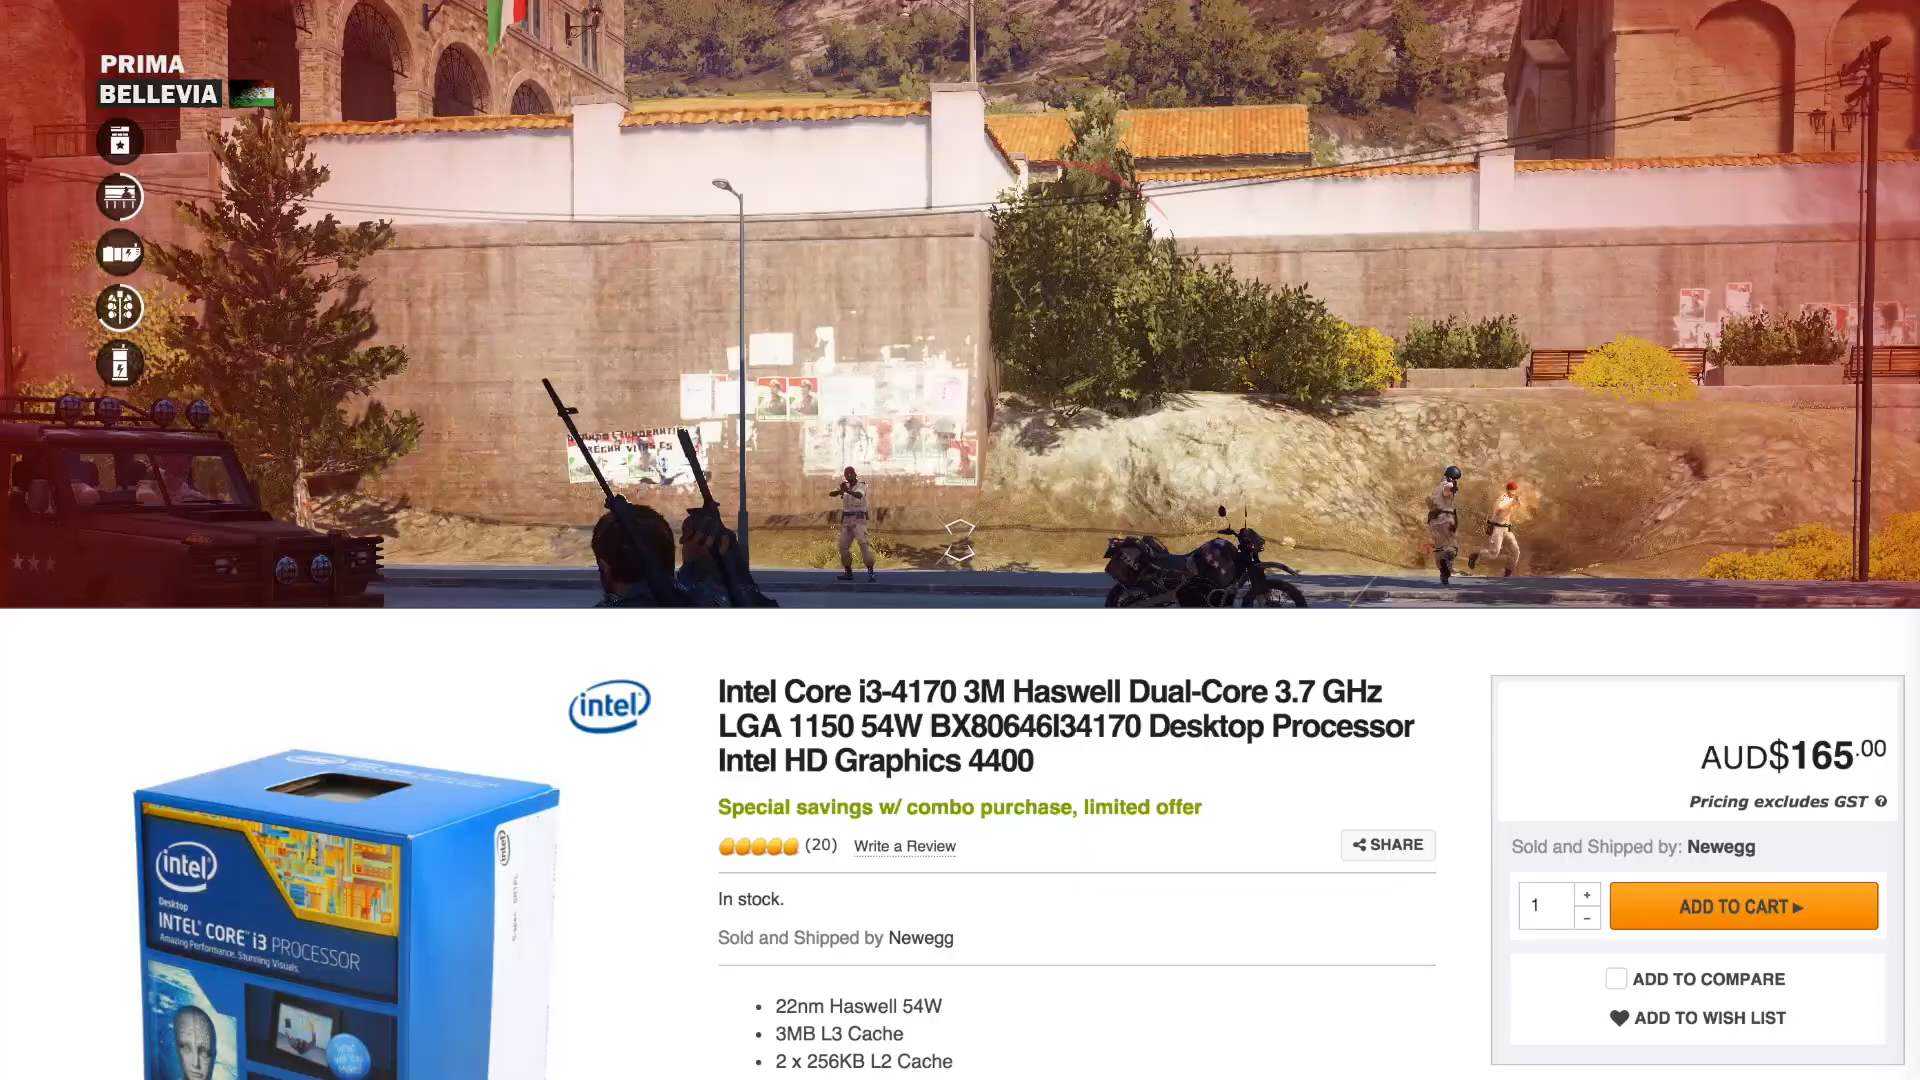 PRIMA
BELLEVIA
intel
Intel Core i3-4170 3M Haswell Dual-Core 3.7 GHz
LGA 1150 54W BX80646I34170 Desktop Processor
Intel HD Graphics 4400
Special savings w/ combo purchase, limited offer
(20) Write a Review
SHARE
In stock.
Sold and Shipped by Newegg
22nm Haswell 54W
3MB L3 Cache
2 x 256KB L2 Cache
AUD$165.00
Pricing excludes GST ?
Sold and Shipped by: Newegg
1
+
-
ADD TO CART ▸
ADD TO COMPARE
ADD TO WISH LIST
intel
Desktop
INTEL® CORE™ i3 PROCESSOR
Amazing Performance. Stunning Visuals.
intel